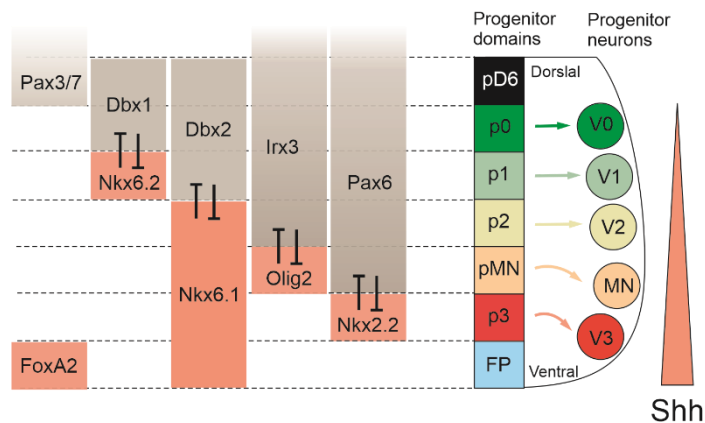 Progenitor
domains
Progenitor
neurons
Pax3/7
Dbx1
Nkx6.2
Dbx2
Nkx6.1
Irx3
Olig2
Pax6
Nkx2.2
FoxA2
pD6
p0
p1
p2
pMN
p3
FP
Dorslal
V0
V1
V2
MN
V3
Ventral
Shh